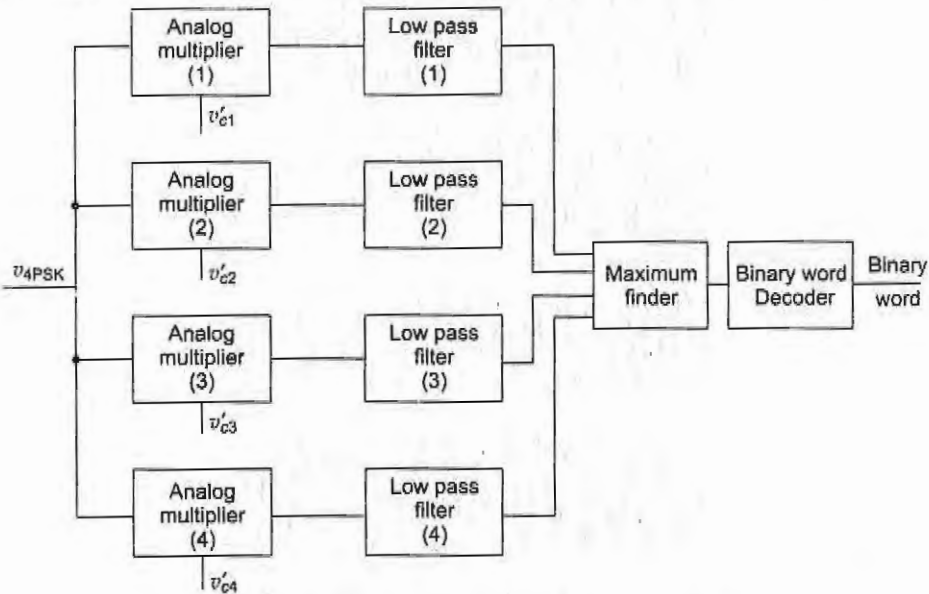 Analog
multiplier
(1)
Low pass
filter
(1)
v′c1
Analog
multiplier
(2)
Low pass
filter
(2)
v′c2
v4PSK
Maximum
finder
Binary word
Decoder
Binary
word
Analog
multiplier
(3)
Low pass
filter
(3)
v′c3
Analog
multiplier
(4)
Low pass
filter
(4)
v′c4